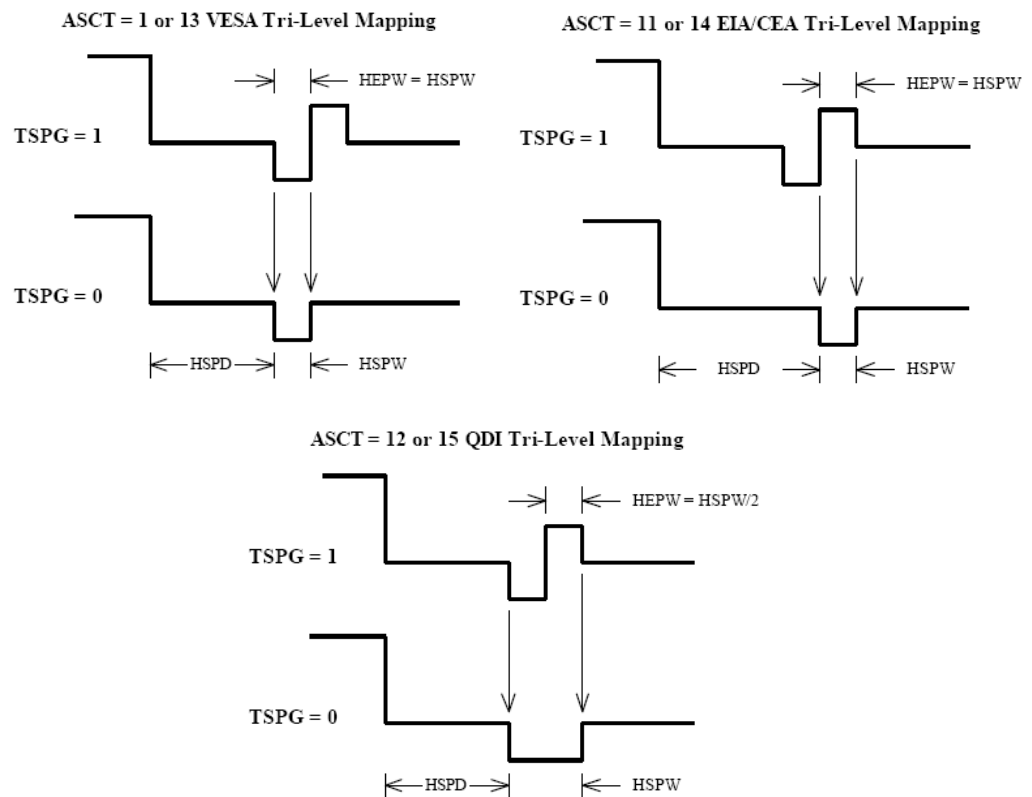 ASCT = 1 or 13 VESA Tri-Level Mapping
HEPW = HSPW
TSPG = 1
TSPG = 0
HSPD
HSPW
ASCT = 11 or 14 EIA/CEA Tri-Level Mapping
HEPW = HSPW
TSPG = 1
TSPG = 0
HSPD
HSPW
ASCT = 12 or 15 QDI Tri-Level Mapping
HEPW = HSPW/2
TSPG = 1
TSPG = 0
HSPD
HSPW